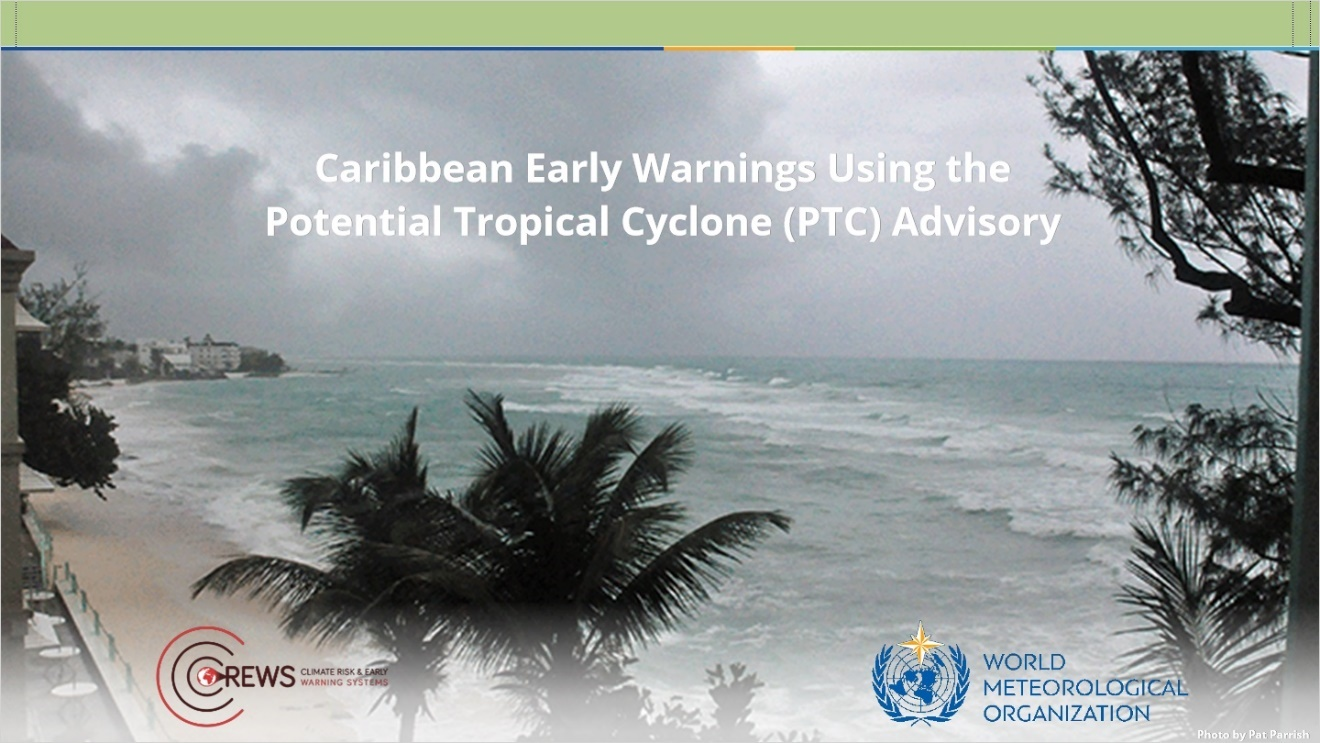 Caribbean Early Warnings Using the
Potential Tropical Cyclone (PTC) Advisory
CREWS
CLIMATE RISK & EARLY
WARNING SYSTEMS
WORLD
METEOROLOGICAL
ORGANIZATION
Photo by Pat Parrish